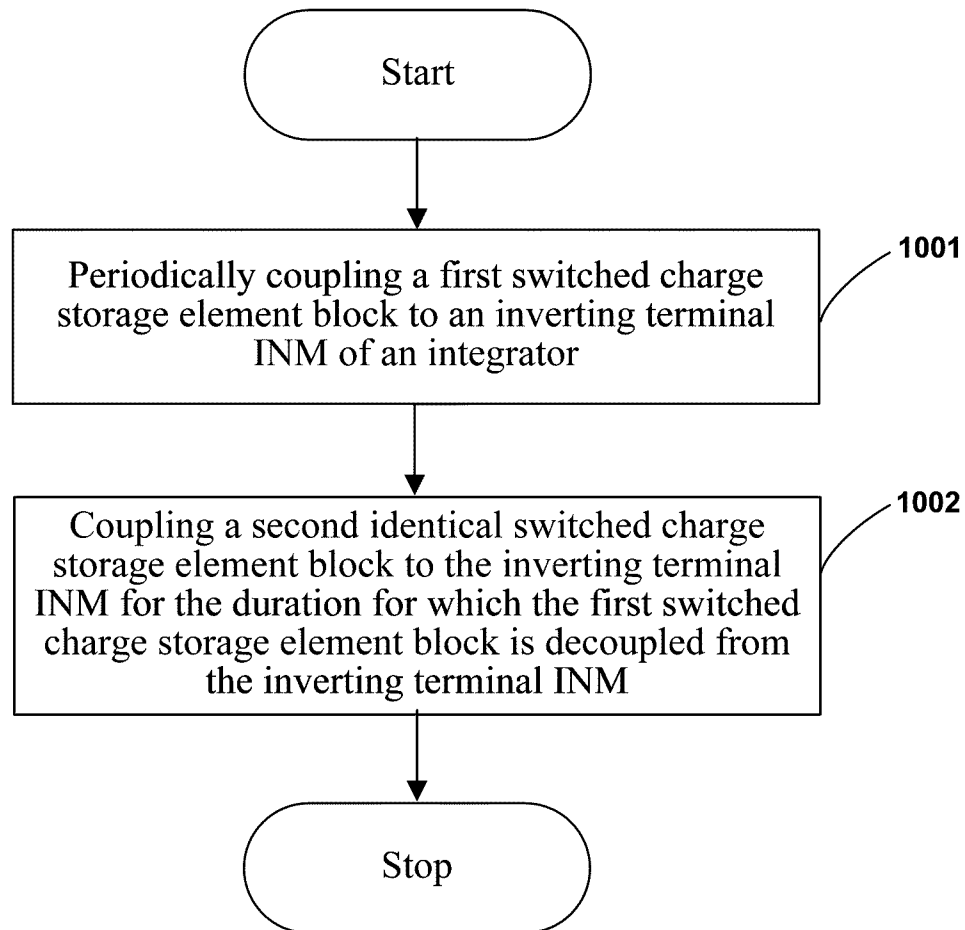 Start
Periodically coupling a first switched charge
storage element block to an inverting terminal
INM of an integrator
1001
Coupling a second identical switched charge
storage element block to the inverting terminal
INM for the duration for which the first switched
charge storage element block is decoupled from
the inverting terminal INM
1002
Stop